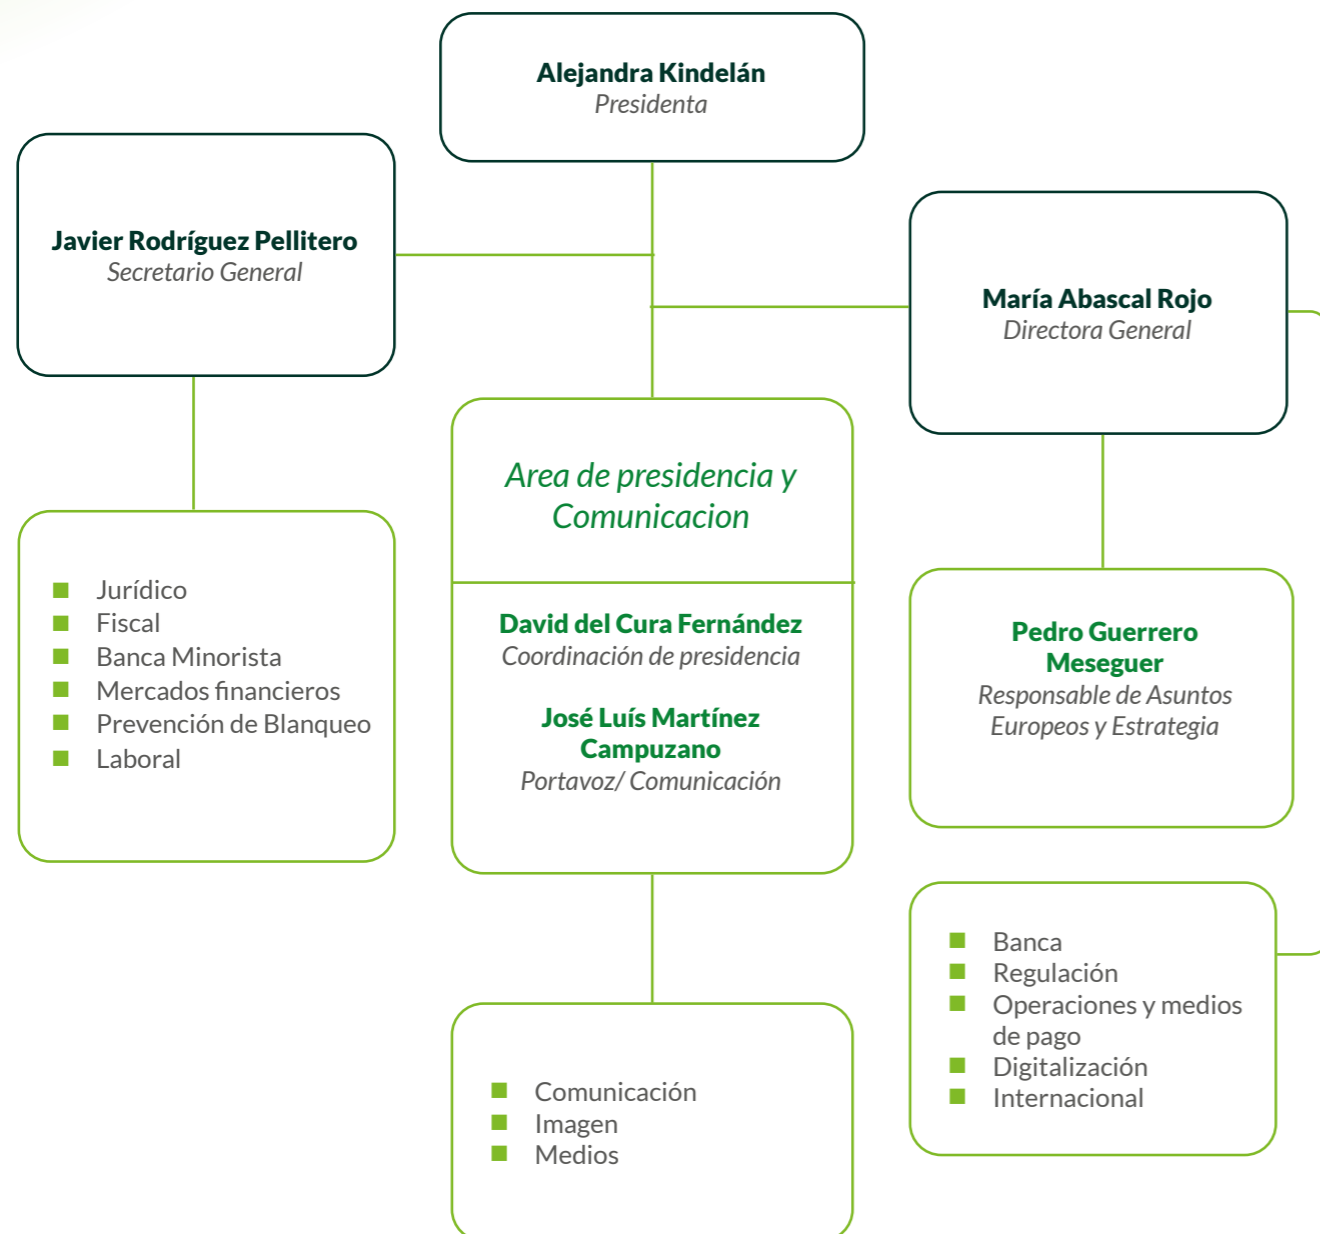 Alejandra Kindelán
Presidenta
Javier Rodríguez Pellitero
Secretario General
María Abascal Rojo
Directora General
Area de presidencia y
Comunicacion
David del Cura Fernández
Coordinación de presidencia
José Luís Martínez
Campuzano
Portavoz/ Comunicación
Pedro Guerrero
Meseguer
Responsable de Asuntos
Europeos y Estrategia
Jurídico
Fiscal
Banca Minorista
Mercados financieros
Prevención de Blanqueo
Laboral
Comunicación
Imagen
Medios
Banca
Regulación
Operaciones y medios
de pago
Digitalización
Internacional